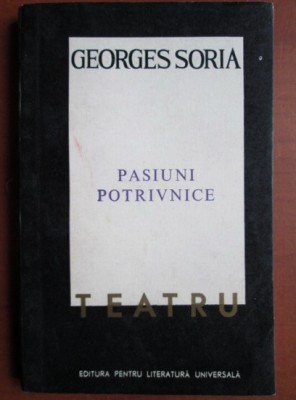 GEORGES SORIA
PASIUNI
POTRIVNICE
TEATRU
EDITURA PENTRU LITERATURĂ UNIVERSALĂ